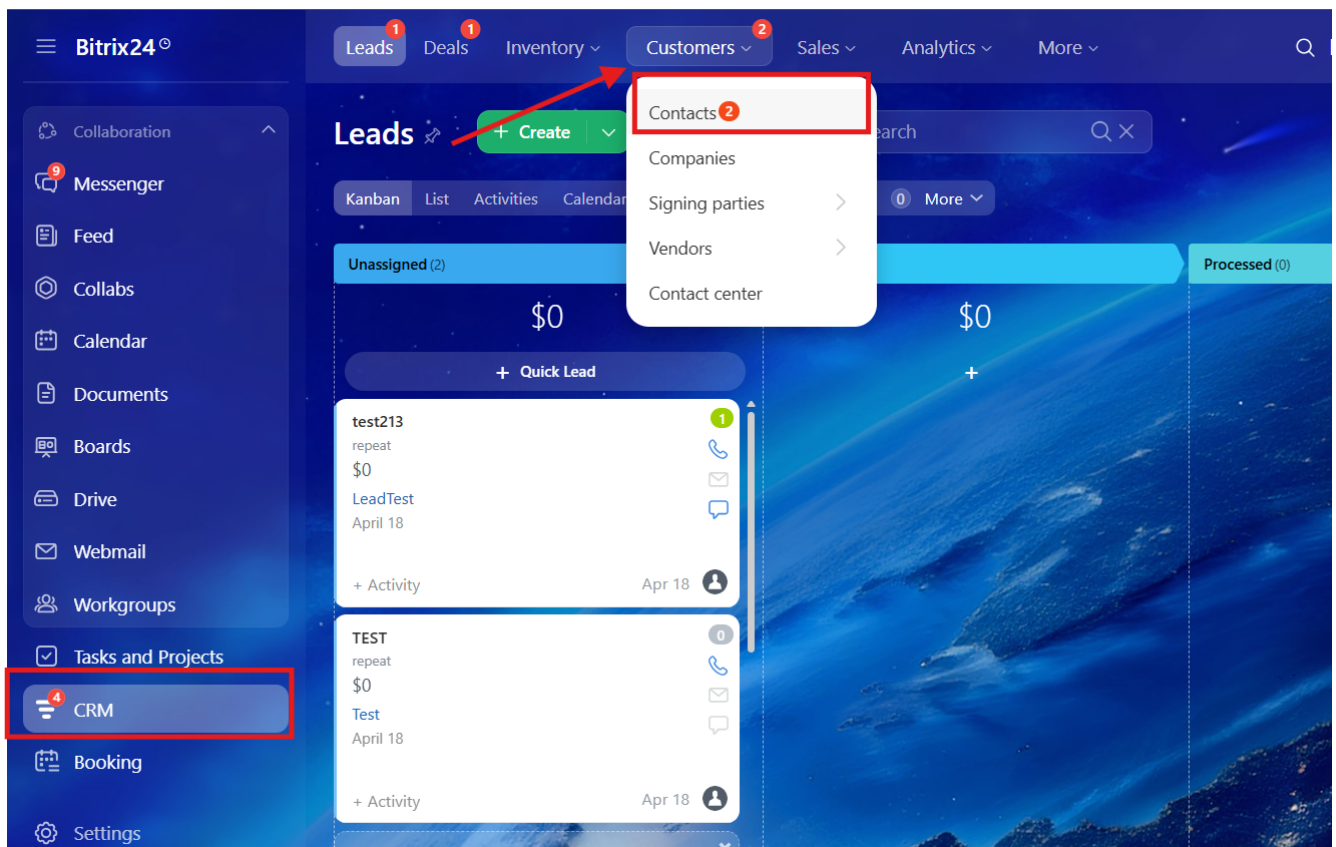 Bitrix24
Leads 1
Deals 1
Inventory
Customers 2
Sales
Analytics
More
Collaboration
9
Messenger
Feed
Collabs
Calendar
Documents
Boards
Drive
Webmail
Workgroups
Tasks and Projects
4
CRM
Booking
Settings
Leads
+ Create
earch
Contacts 2
Companies
Signing parties
Vendors
Contact center
Kanban
List
Activities
Calendar
0 More
Unassigned (2)
Processed (0)
$0
$0
+ Quick Lead
+
test213
1
repeat
$0
LeadTest
April 18
+ Activity
Apr 18
TEST
0
repeat
$0
Test
April 18
+ Activity
Apr 18